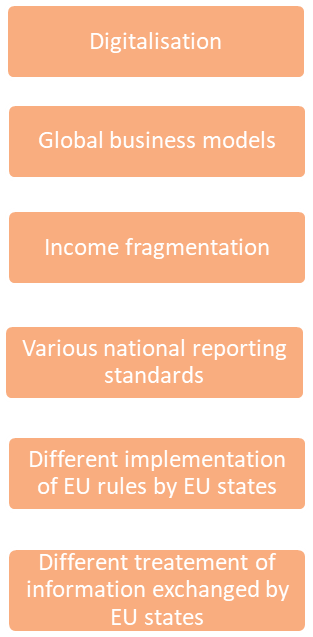 Digitalisation
Global business models
Income fragmentation
Various national reporting
standards
Different implementation
of EU rules by EU states
Different treatement of
information exchanged by
EU states